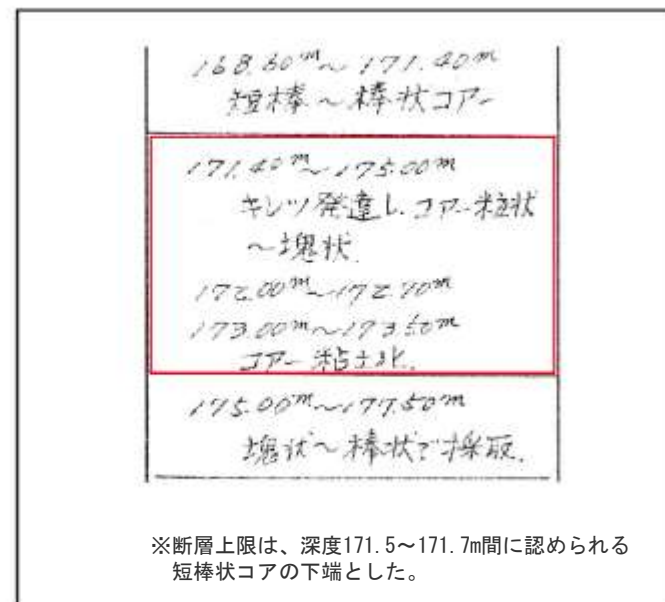 168.60m～171.40m
短棒～棒状コアー
171.40m～175.00m
キレツ発達し.コアー粒状
～塊状.
172.00m～172.70m
173.00m～173.50m
コアー粘土化.
175.00m～177.50m
塊状～棒状で採取.
※断層上限は、深度171.5～171.7m間に認められる
短棒状コアの下端とした。